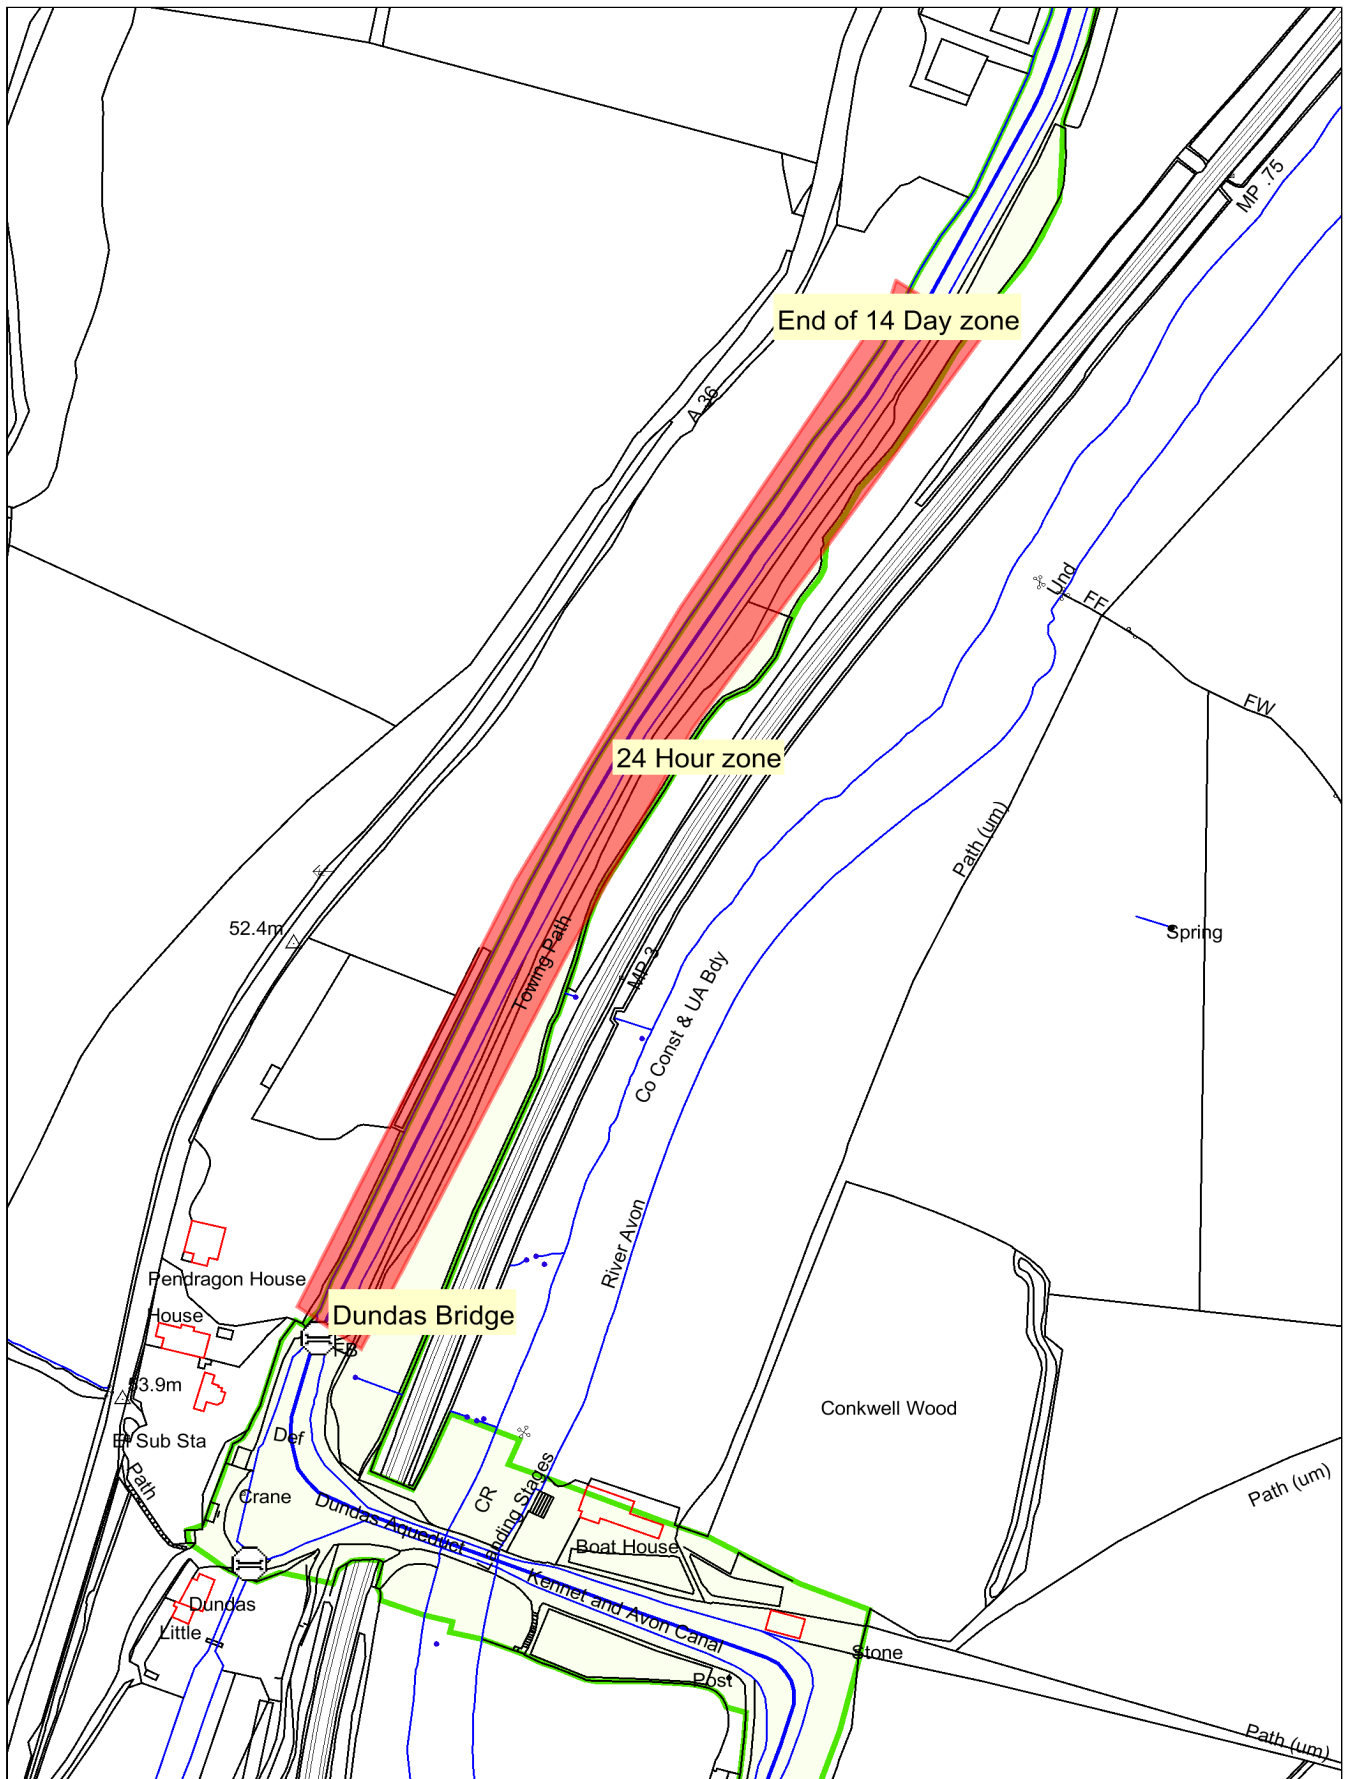 MP .75
End of 14 Day zone
A 36
Und
FF
FW
24 Hour zone
Path (um)
52.4m
Towing Path
Spring
MP 3
Co Const & UA Bdy
River Avon
Pendragon House
House
Dundas Bridge
FB
53.9m
Conkwell Wood
Def
El Sub Sta
Path
Crane
CR
Landing Stages
Path (um)
Dundas Aqueduct
Boat House
Kennet and Avon Canal
Dundas
Little
Stone
Post
Path (um)